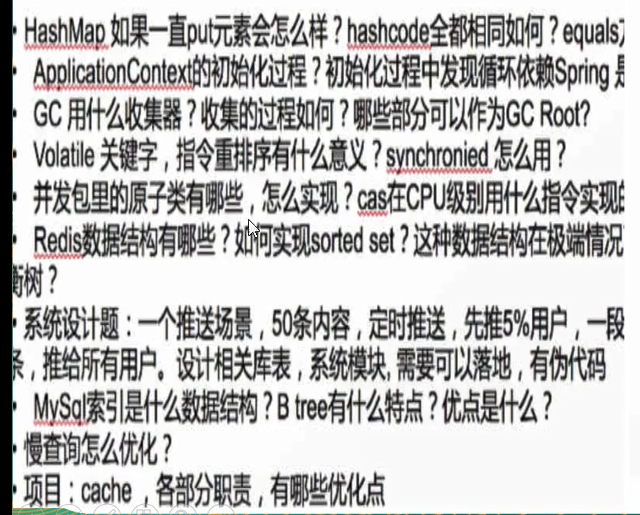 • HashMap 如果一直put元素会怎么样？hashcode全都相同如何？equals
• ApplicationContext的初始化过程？初始化过程中发现循环依赖Spring 是
• GC 用什么收集器？收集的过程如何？哪些部分可以作为GC Root?
• Volatile 关键字，指令重排序有什么意义？synchronied 怎么用？
• 并发包里的原子类有哪些，怎么实现？cas在CPU级别用什么指令实现的
• Redis数据结构有哪些？如何实现sorted set？这种数据结构在极端情况
衡树？
• 系统设计题：一个推送场景，50条内容，定时推送，先推5%用户，一段
条，推给所有用户。设计相关库表，系统模块, 需要可以落地，有伪代码
• MySql索引是什么数据结构？B tree有什么特点？优点是什么？
• 慢查询怎么优化？
• 项目：cache ，各部分职责，有哪些优化点